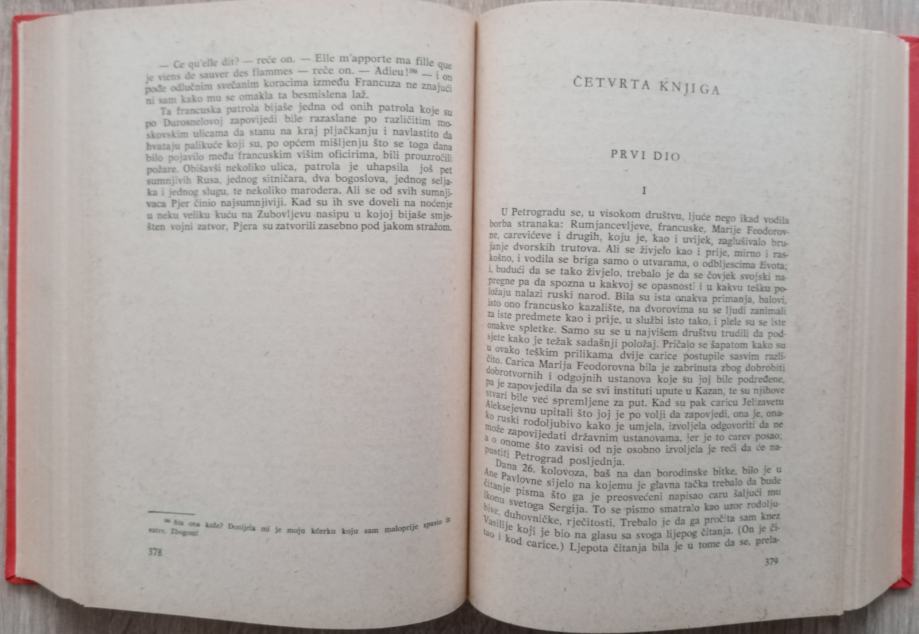 — Ce qu'elle dit? — reče on. — Elle m'apporte ma fille que
je viens de sauver des flammes — reče on. — Adieu! — i on
pođe odlučnim svečanim koracima između Francuza ne znajući
ni sam kako mu se omakla ta besmislena laž.
Ta francuska patrola bijaše jedna od onih patrola koje su
po Durosnelovoj zapovijedi bile razaslane po različitim mo-
skovskim ulicama da stanu na kraj pljačkanju i navlastito da
hvataju palikuće koji su, po općem mišljenju što se toga dana
bilo pojavilo među francuskim višim oficirima, bili prouzročili
požare. Obišavši nekoliko ulica, patrola je uhapsila još pet
sumnjivih Rusa, jednog sitničara, dva bogoslova, jednog selja-
ka i jednog slugu, te nekoliko marodera. Ali se od svih sumnji-
vaca Pjer činio najsumnjiviji. Kad su ih sve doveli na noćenje
u neku veliku kuću na Zubovljevu nasipu u kojoj bijaše smje-
šten vojni zatvor, Pjera su zatvorili zasebno pod jakom stražom.
Što ona kaže? Donijela mi je moju kćerku koju sam maloprije spasio iz
vatre. Zbogom!
378
ČETVRTA KNJIGA
PRVI DIO
I
U Petrogradu se, u visokom društvu, ljuće nego ikad vodila
borba stranaka: Rumjancevljeve, francuske, Marije Feodorov-
ne, carevićeve i drugih, koju je, kao i uvijek, zaglušivalo bru-
janje dvorskih trutova. Ali se živjelo kao i prije, mirno i ras-
košno, i vodila se briga samo o utvarama, o odbljescima života;
i, budući da se tako živjelo, trebalo je da se čovjek svojski na-
pregne pa da spozna u kakvoj se opasnosti i u kakvu tešku po-
ložaju nalazi ruski narod. Bila su ista onakva primanja, balovi,
isto ono francusko kazalište, na dvorovima su se ljudi zanimali
za iste predmete kao i prije, u službi isto tako, i plele su se iste
onakve spletke. Samo su se u najvišem društvu trudili da pod-
sjete kako je težak sadašnji položaj. Pričalo se šapatom kako su
u ovako teškim prilikama dvije carice postupile sasvim razli-
čito. Carica Marija Feodorovna bila je zabrinuta zbog dobrobiti
dobrotvornih i odgojnih ustanova koje su joj bile podređene,
pa je zapovjedila da se svi instituti upute u Kazan, te su njihove
stvari bile već spremljene za put. Kad su pak caricu Jelizavetu
Aleksejevnu upitali što joj je po volji da zapovjedi, ona je, ona-
ko ruski rodoljubivo kako je umjela, izvoljela odgovoriti da ne
može zapovijedati državnim ustanovama, jer je to carev posao;
a o onome što zavisi od nje osobno izvoljela je reći da će na-
pustiti Petrograd posljednja.
Dana 26. kolovoza, baš na dan borodinske bitke, bilo je u
Ane Pavlovne sijelo na kojemu je glavna tačka trebalo da bude
čitanje pisma što ga je preosvećeni napisao caru šaljući mu
ikonu svetoga Sergija. To se pismo smatralo kao uzor rodolju-
bive, duhovničke, rječitosti. Trebalo je da ga pročita sam knez
Vasilije koji je bio na glasu sa svoga lijepog čitanja. (On je či-
tao i kod carice.) Ljepota čitanja bila je u tome da se, prela-
379